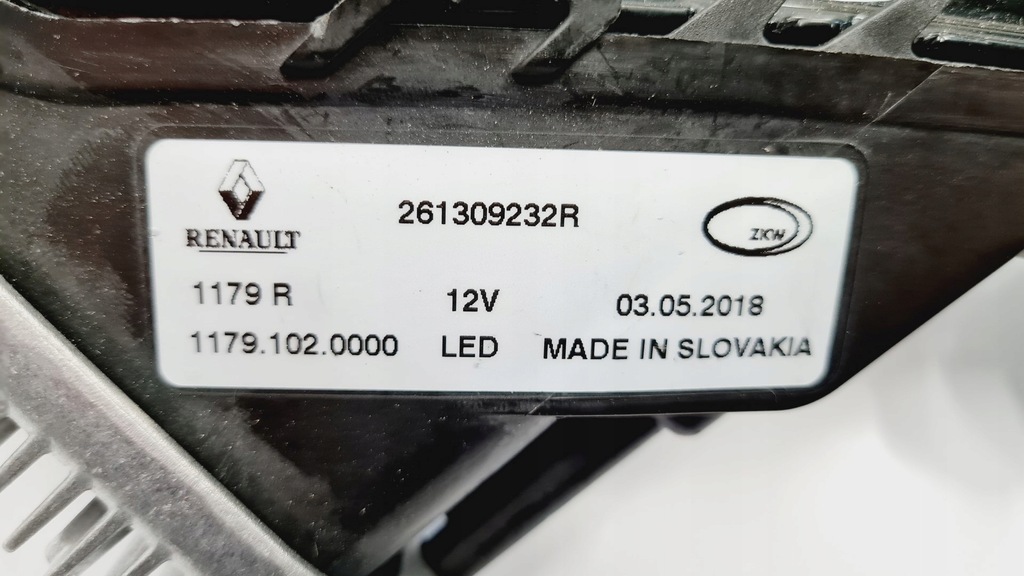 RENAULT
261309232R
ZKW
1179 R
12V
03.05.2018
1179.102.0000
LED
MADE IN SLOVAKIA